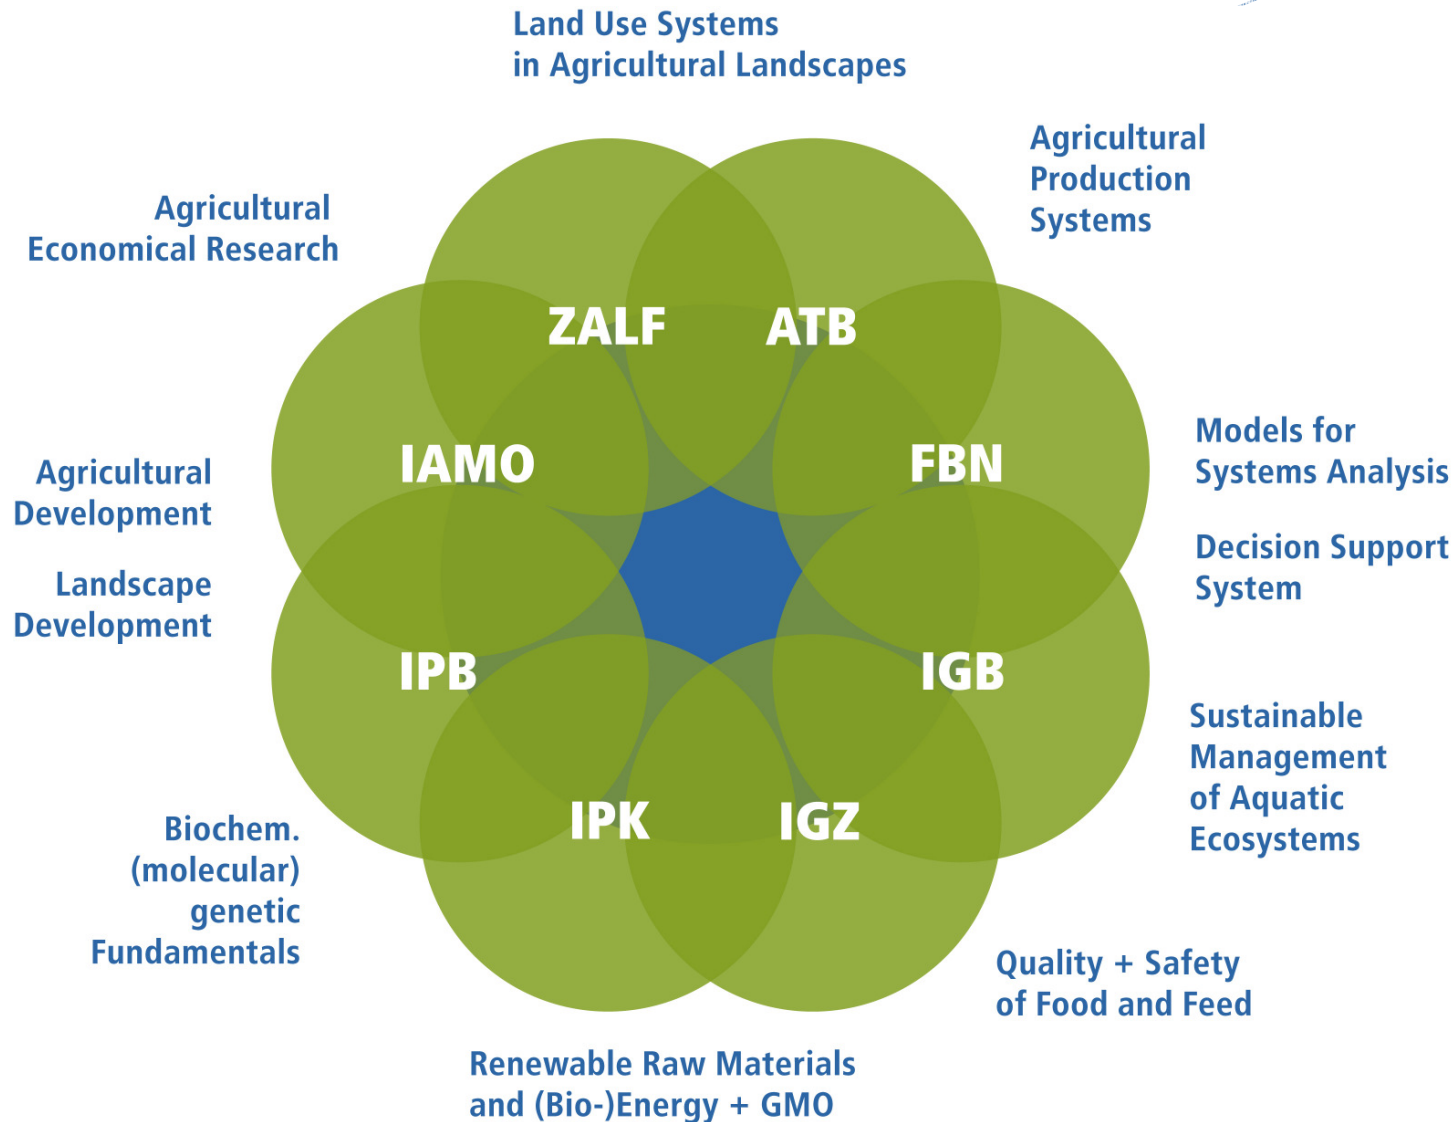 Land Use Systems
in Agricultural Landscapes
Agricultural
Production
Systems
Agricultural
Economical Research
ZALF
ATB
IAMO
FBN
Models for
Systems Analysis
Agricultural
Development
Decision Support
System
Landscape
Development
IPB
IGB
Sustainable
Management
of Aquatic
Ecosystems
IPK
IGZ
Biochem.
(molecular)
genetic
Fundamentals
Quality + Safety
of Food and Feed
Renewable Raw Materials
and (Bio-)Energy + GMO